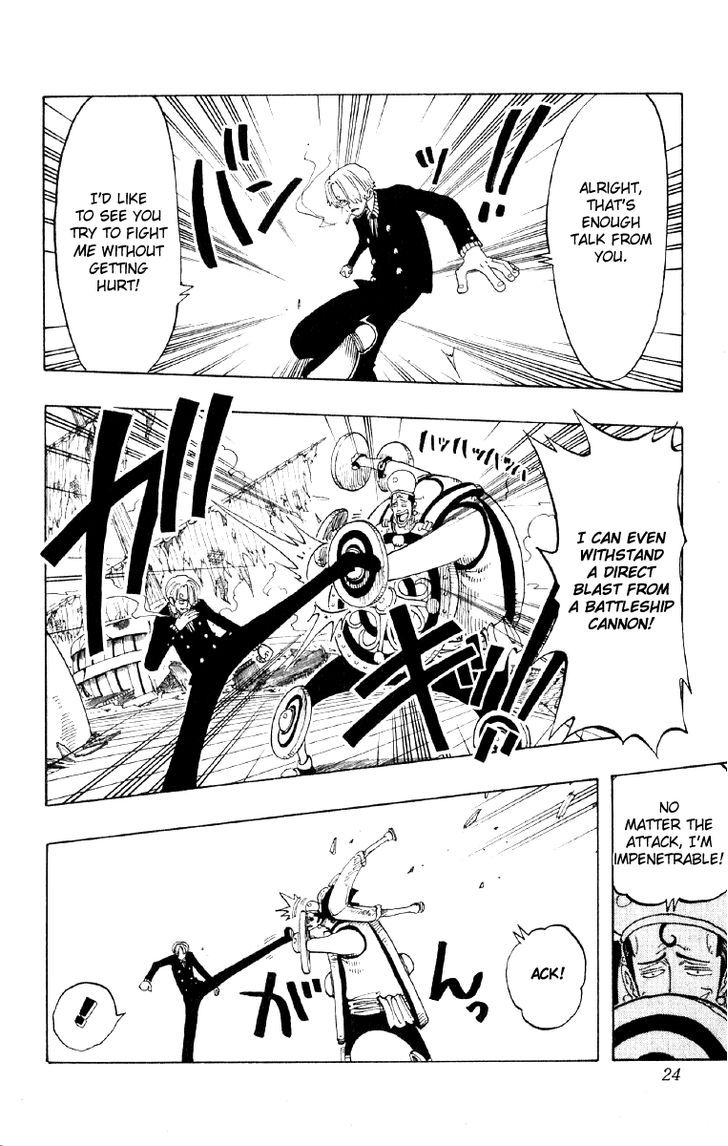 ALRIGHT,
THAT'S
ENOUGH
TALK FROM
YOU.
!!
バン
!!
I'D LIKE
TO SEE YOU
TRY TO FIGHT
ME WITHOUT
GETTING
HURT!
I CAN EVEN
WITHSTAND
A DIRECT
BLAST FROM
A BATTLESHIP
CANNON!
ハッハッハッハッ
ガギ
ィン!!
NO
MATTER THE
ATTACK, I'M
IMPENETRABLE!
ACK!
がんっ
!
24